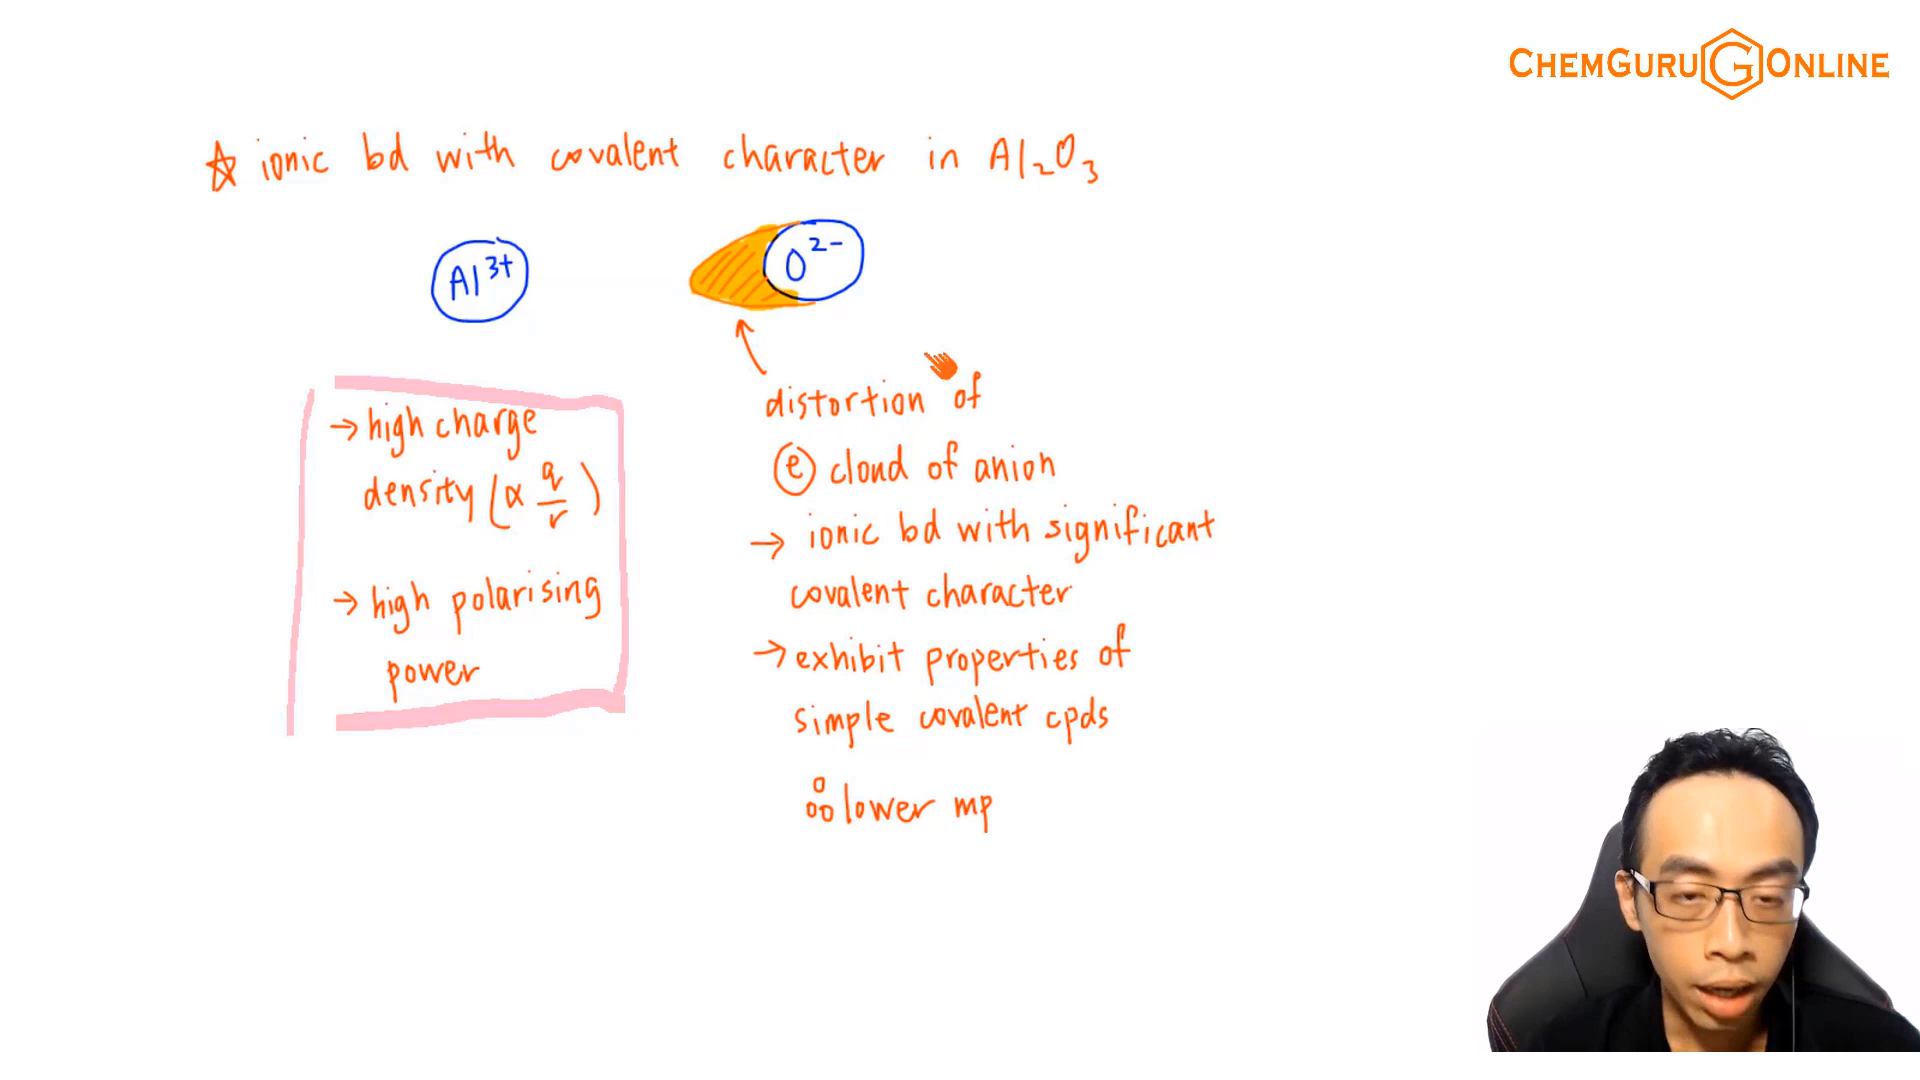 CHEMGURU G ONLINE
☆ ionic bd with covalent character in Al₂O₃
Al³⁺
O²⁻
→ high charge
density (α q/r)
→ high polarising
power
distortion of
ⓔ cloud of anion
→ ionic bd with significant
covalent character
→ exhibit properties of
simple covalent cpds
∴ lower mp